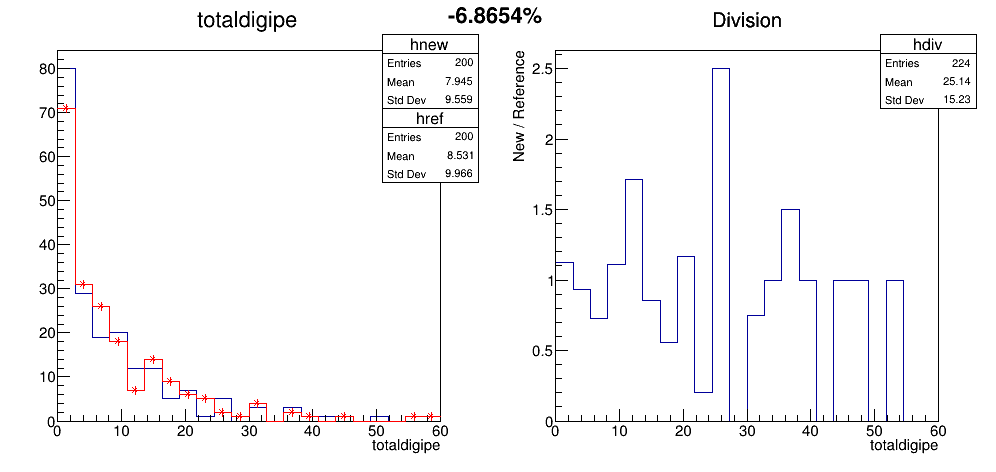 totaldigipe
-6.8654%
Division
hnew
Entries 200
Mean 7.945
Std Dev 9.559
href
Entries 200
Mean 8.531
Std Dev 9.966
80
70
60
50
40
30
20
10
0
0 10 20 30 40 50 60
totaldigipe
hdiv
Entries 224
Mean 25.14
Std Dev 15.23
New / Reference
2.5
2
1.5
1
0.5
0
0 10 20 30 40 50 60
totaldigipe